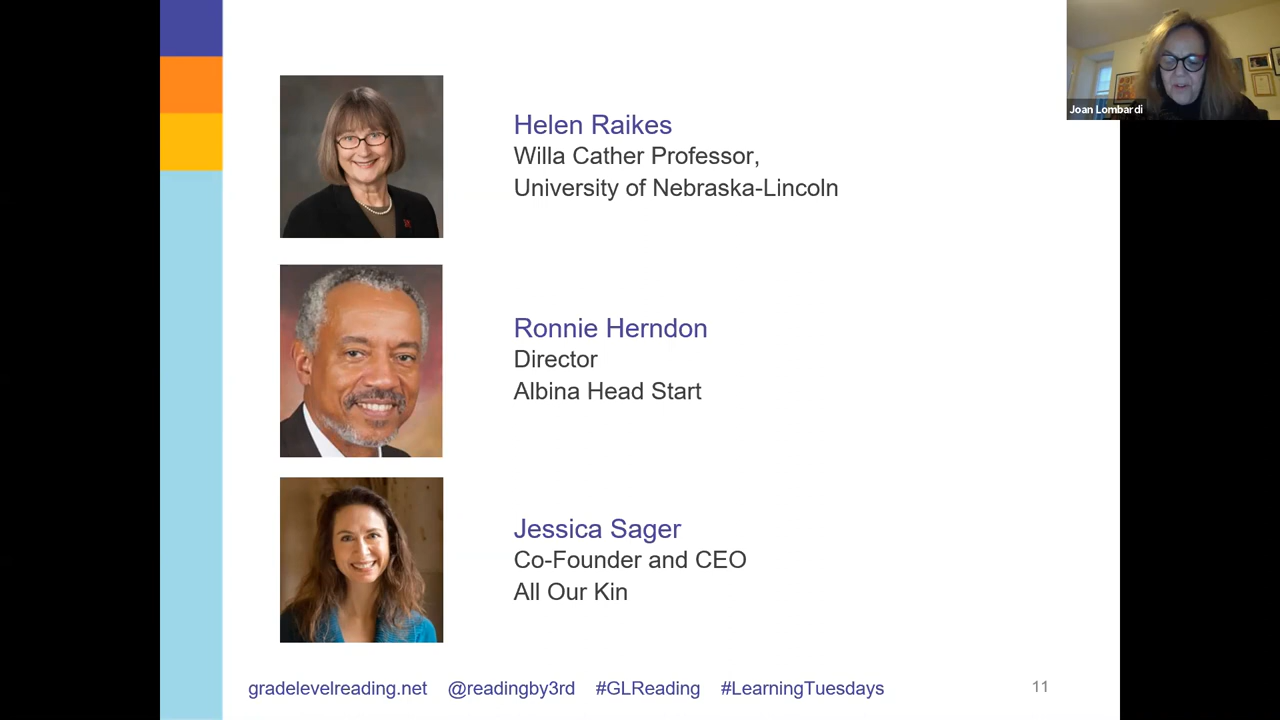 Joan Lombardi
Helen Raikes
Willa Cather Professor,
University of Nebraska-Lincoln
Ronnie Herndon
Director
Albina Head Start
Jessica Sager
Co-Founder and CEO
All Our Kin
gradelevelreading.net @readingby3rd #GLReading #LearningTuesdays 11